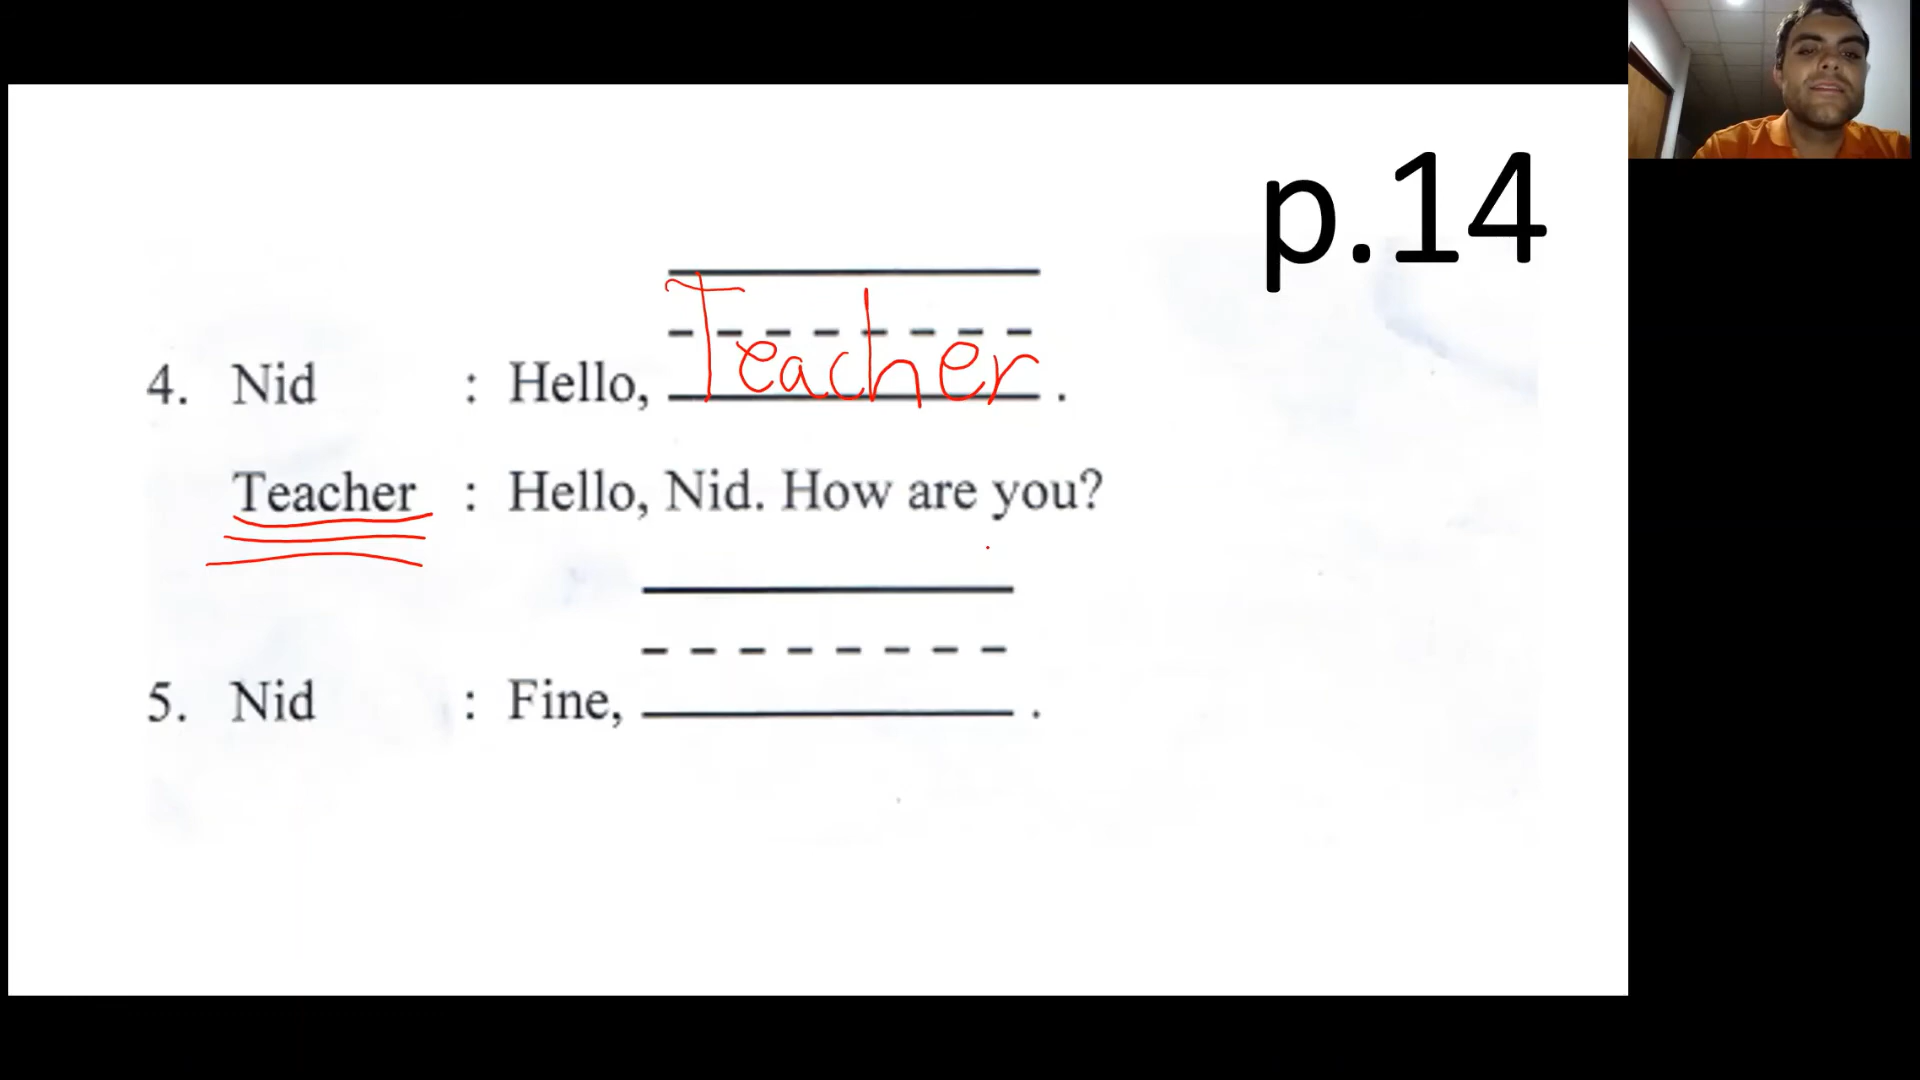 p.14
4. Nid : Hello, Teacher.
Teacher : Hello, Nid. How are you?
5. Nid : Fine, .